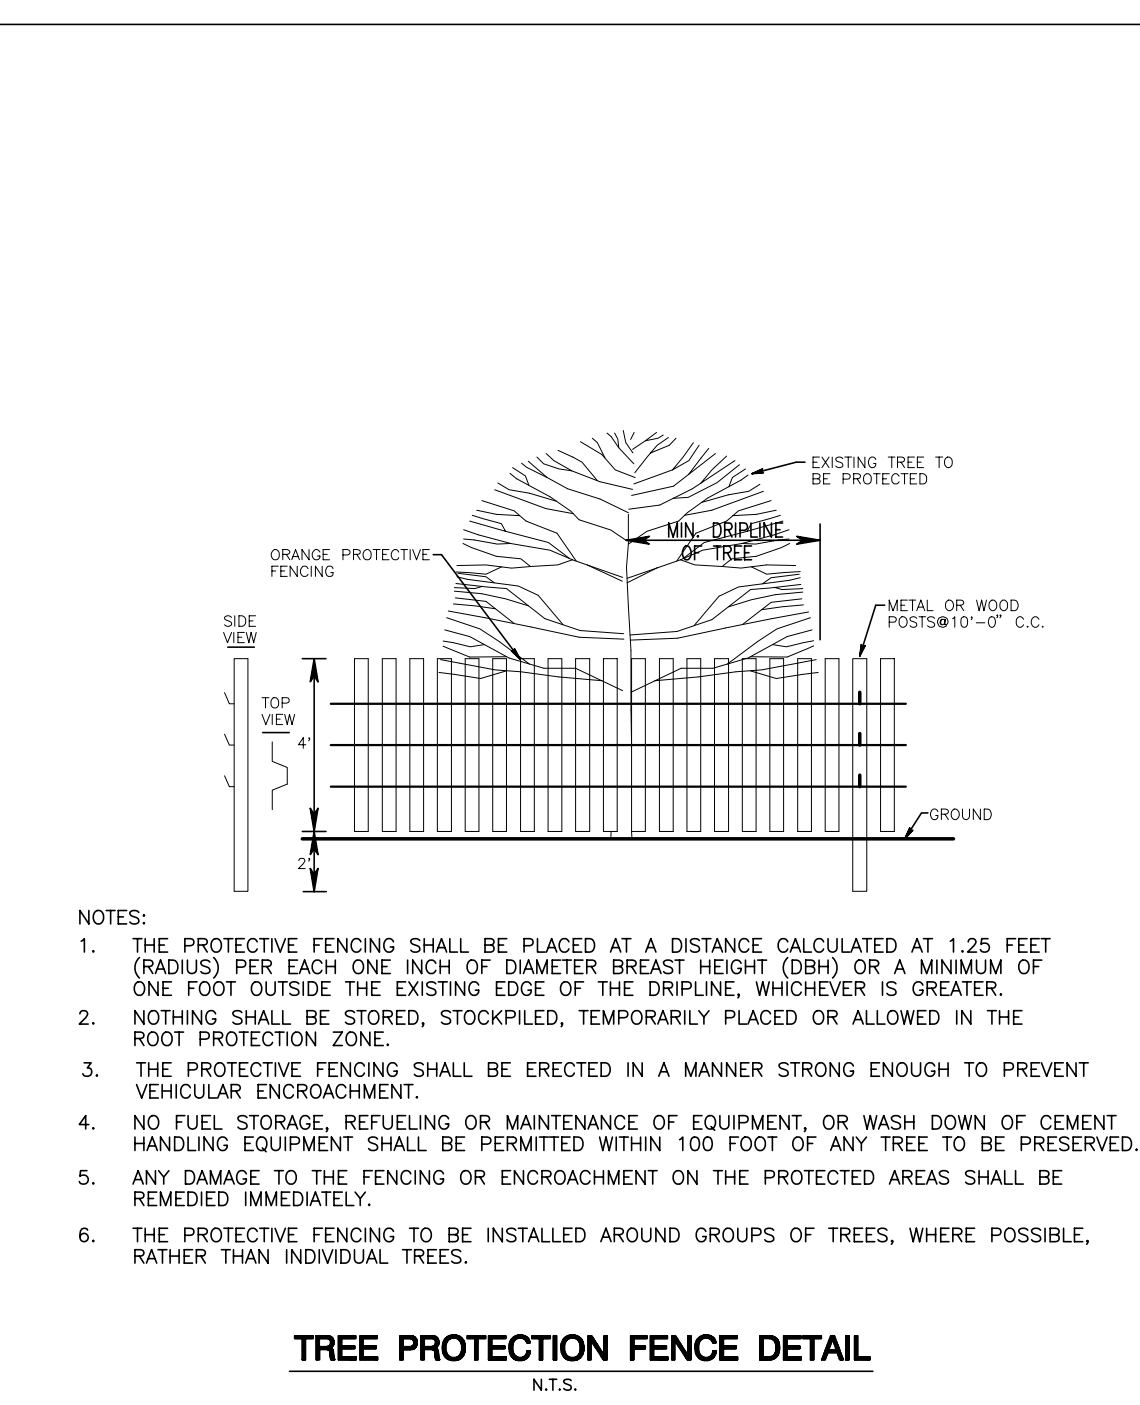 EXISTING TREE TO
BE PROTECTED
MIN. DRIPLINE
OF TREE
ORANGE PROTECTIVE
FENCING
METAL OR WOOD
POSTS@10'-0" C.C.
SIDE
VIEW
TOP
VIEW
4'
GROUND
2'
NOTES:
1. THE PROTECTIVE FENCING SHALL BE PLACED AT A DISTANCE CALCULATED AT 1.25 FEET
(RADIUS) PER EACH ONE INCH OF DIAMETER BREAST HEIGHT (DBH) OR A MINIMUM OF
ONE FOOT OUTSIDE THE EXISTING EDGE OF THE DRIPLINE, WHICHEVER IS GREATER.
2. NOTHING SHALL BE STORED, STOCKPILED, TEMPORARILY PLACED OR ALLOWED IN THE
ROOT PROTECTION ZONE.
3. THE PROTECTIVE FENCING SHALL BE ERECTED IN A MANNER STRONG ENOUGH TO PREVENT
VEHICULAR ENCROACHMENT.
4. NO FUEL STORAGE, REFUELING OR MAINTENANCE OF EQUIPMENT, OR WASH DOWN OF CEMENT
HANDLING EQUIPMENT SHALL BE PERMITTED WITHIN 100 FOOT OF ANY TREE TO BE PRESERVED.
5. ANY DAMAGE TO THE FENCING OR ENCROACHMENT ON THE PROTECTED AREAS SHALL BE
REMEDIED IMMEDIATELY.
6. THE PROTECTIVE FENCING TO BE INSTALLED AROUND GROUPS OF TREES, WHERE POSSIBLE,
RATHER THAN INDIVIDUAL TREES.
TREE PROTECTION FENCE DETAIL
N.T.S.